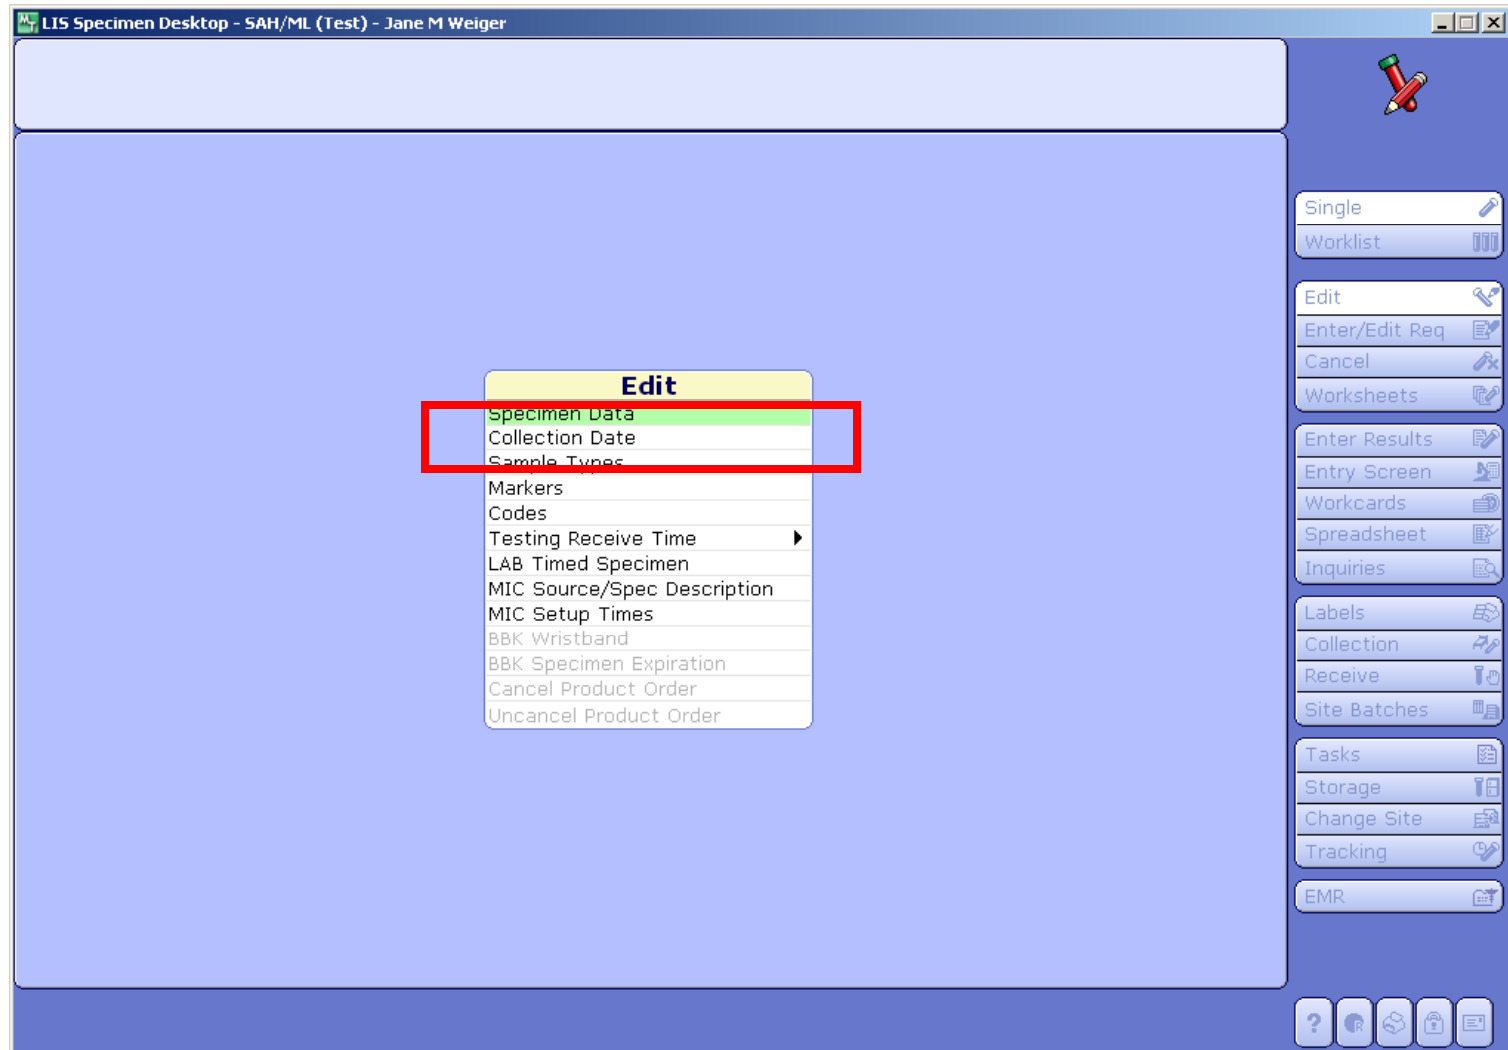 LIS Specimen Desktop - SAH/ML (Test) - Jane M Weiger
Single
Worklist
Edit
Enter/Edit Req
Cancel
Worksheets
Enter Results
Entry Screen
Workcards
Spreadsheet
Inquiries
Labels
Collection
Receive
Site Batches
Tasks
Storage
Change Site
Tracking
EMR
Edit
Specimen Data
Collection Date
Sample Types
Markers
Codes
Testing Receive Time
LAB Timed Specimen
MIC Source/Spec Description
MIC Setup Times
BBK Wristband
BBK Specimen Expiration
Cancel Product Order
Uncancel Product Order
?